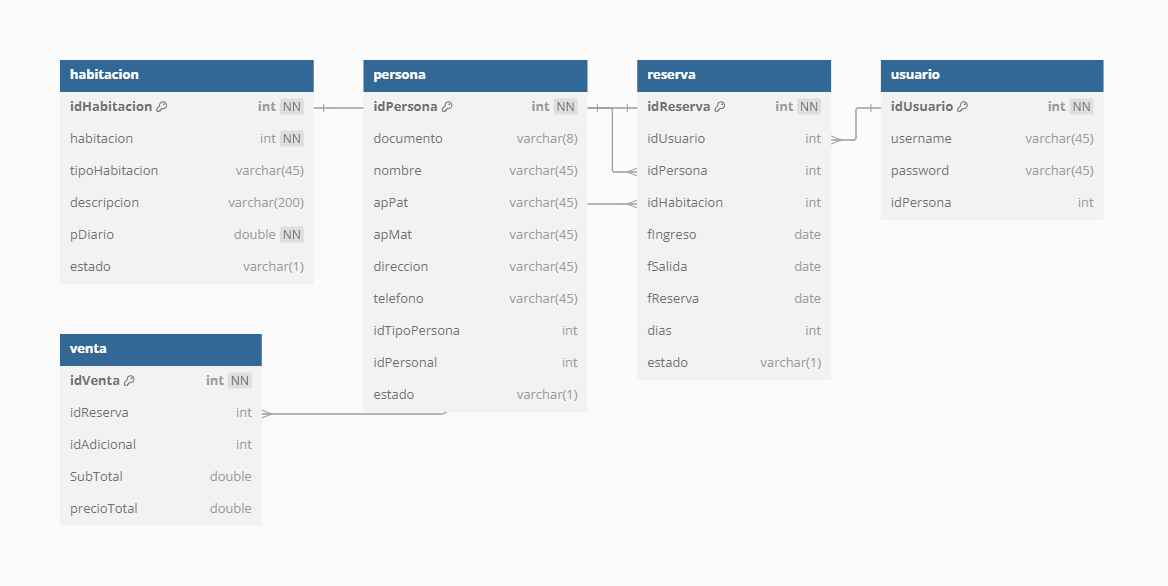 habitacion
idHabitacion int NN
habitacion int NN
tipoHabitacion varchar(45)
descripcion varchar(200)
pDiario double NN
estado varchar(1)
persona
idPersona int NN
documento varchar(8)
nombre varchar(45)
apPat varchar(45)
apMat varchar(45)
direccion varchar(45)
telefono varchar(45)
idTipoPersona int
idPersonal int
estado varchar(1)
reserva
idReserva int NN
idUsuario int
idPersona int
idHabitacion int
fIngreso date
fSalida date
fReserva date
dias int
estado varchar(1)
usuario
idUsuario int NN
username varchar(45)
password varchar(45)
idPersona int
venta
idVenta int NN
idReserva int
idAdicional int
SubTotal double
precioTotal double